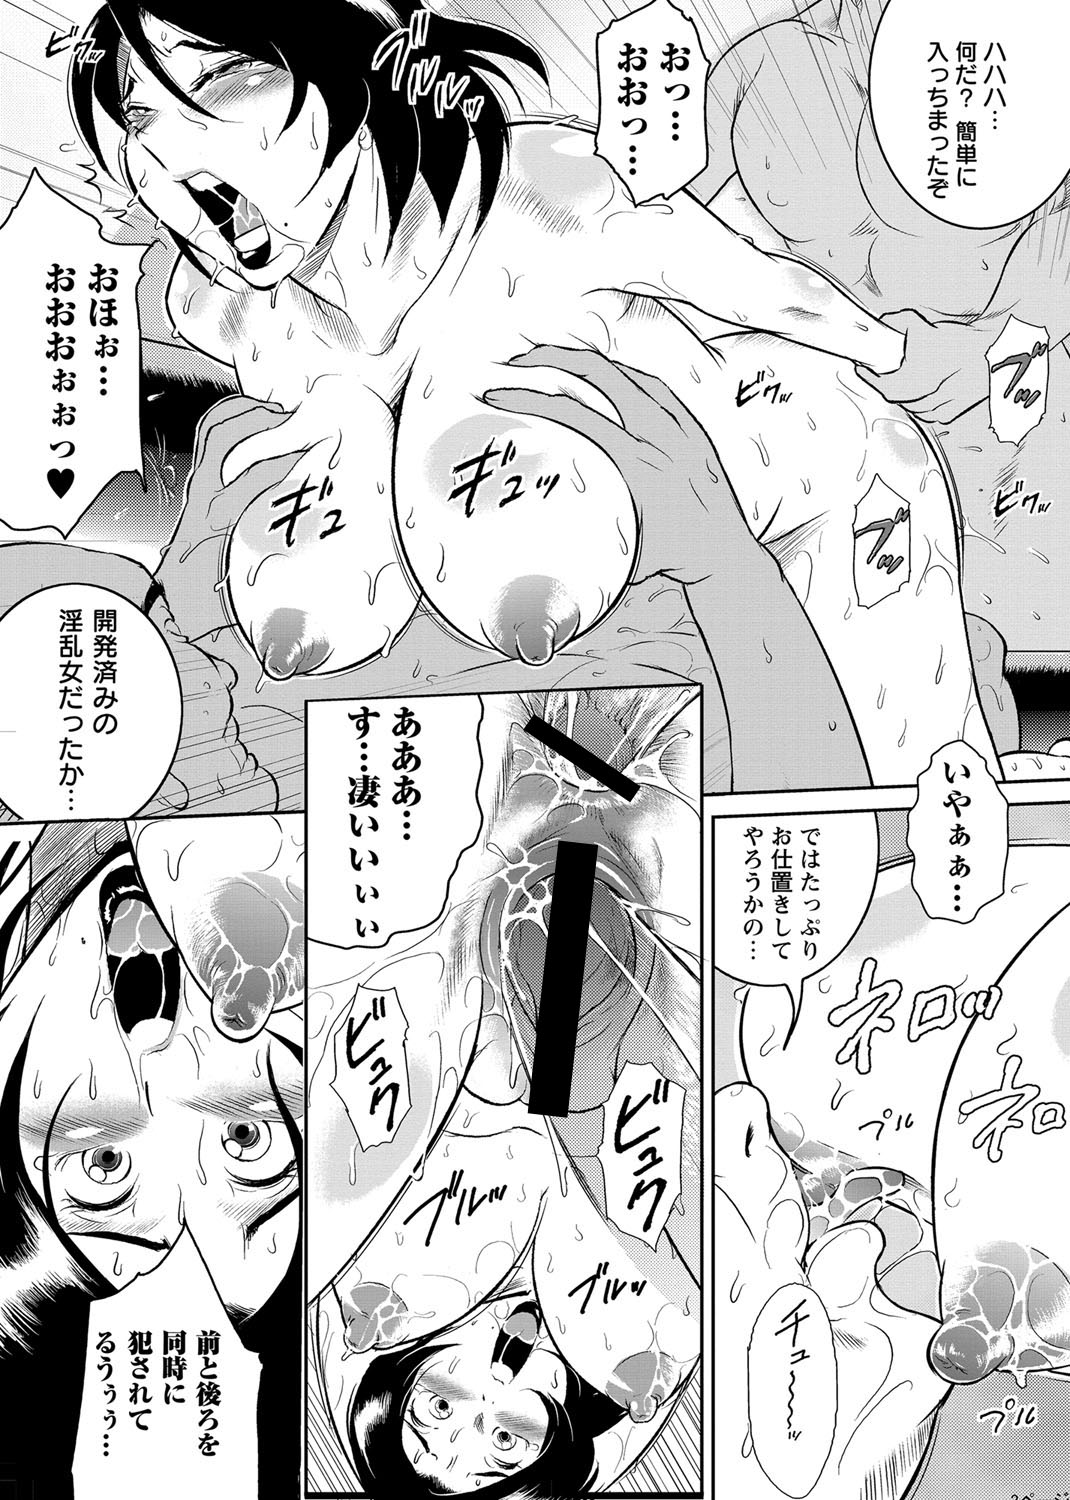 ハハハ…
何だ？簡単に
入っちまったぞ
おっ…
おおっ…
ビクッ
ブルルッ
おほぉ…
おおおぉぉっ♥
ギュ
ギュッ
ビクッ
ブッ
ブッ
ビクッ
開発済みの
淫乱女だったか…
いやぁぁ…
ではたっぷり
お仕置きして
やろうかの…
ネロッ
ネロ
プル
チュ～～～
プル
あああ…
す…凄いいぃぃ
ビュク
ビュク
ブルッ
ブルッ
前と後ろを
同時に
犯されて
るうぅぅ…